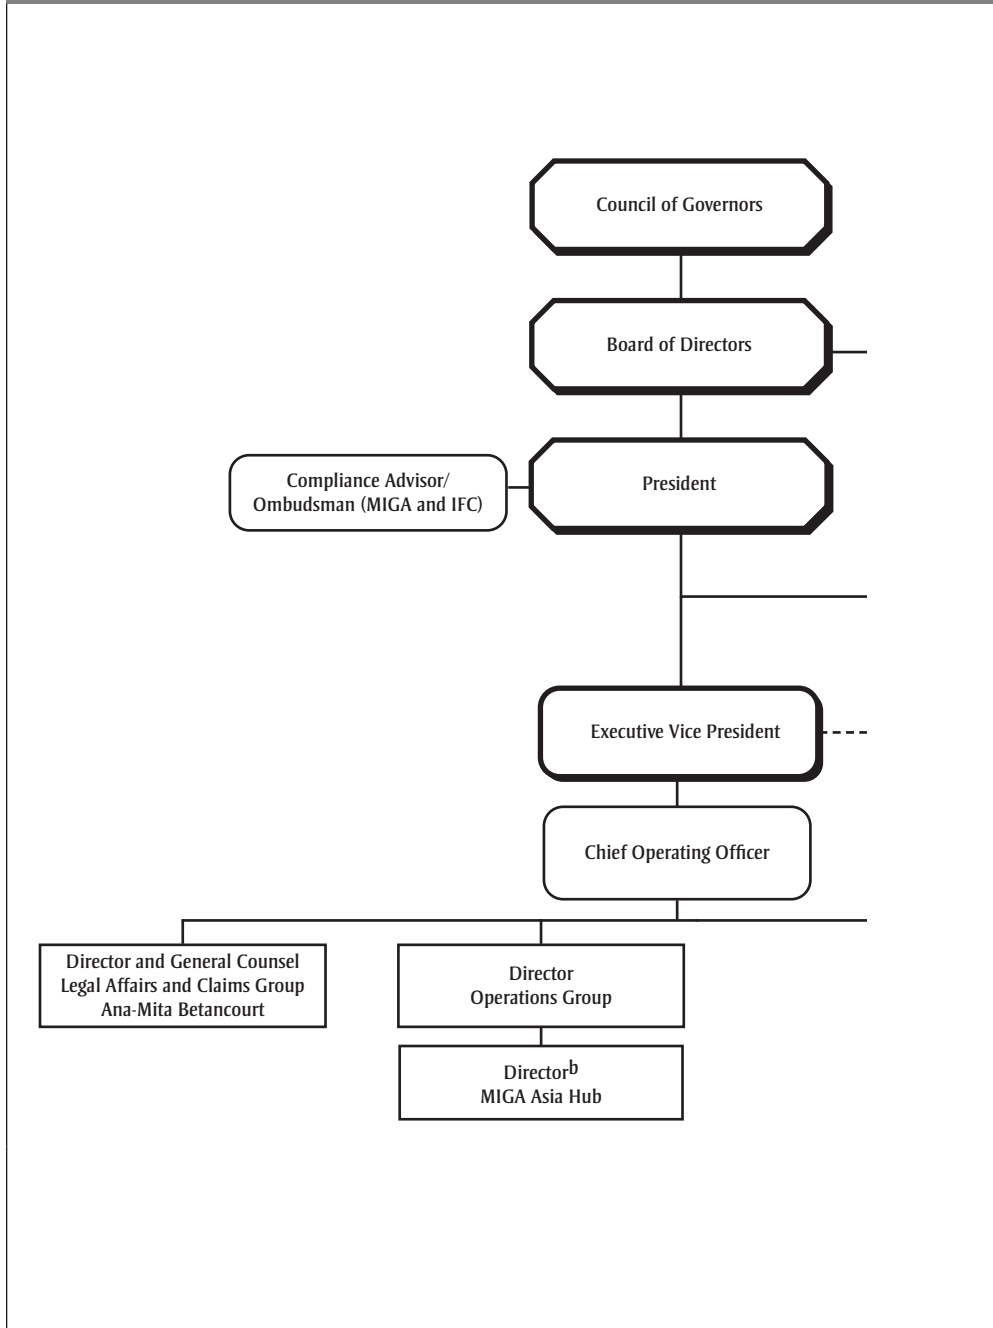 Council of Governors
Board of Directors
Compliance Advisor/
Ombudsman (MIGA and IFC)
President
Executive Vice President
Chief Operating Officer
Director and General Counsel
Legal Affairs and Claims Group
Ana-Mita Betancourt
Director
Operations Group
Directorb
MIGA Asia Hub